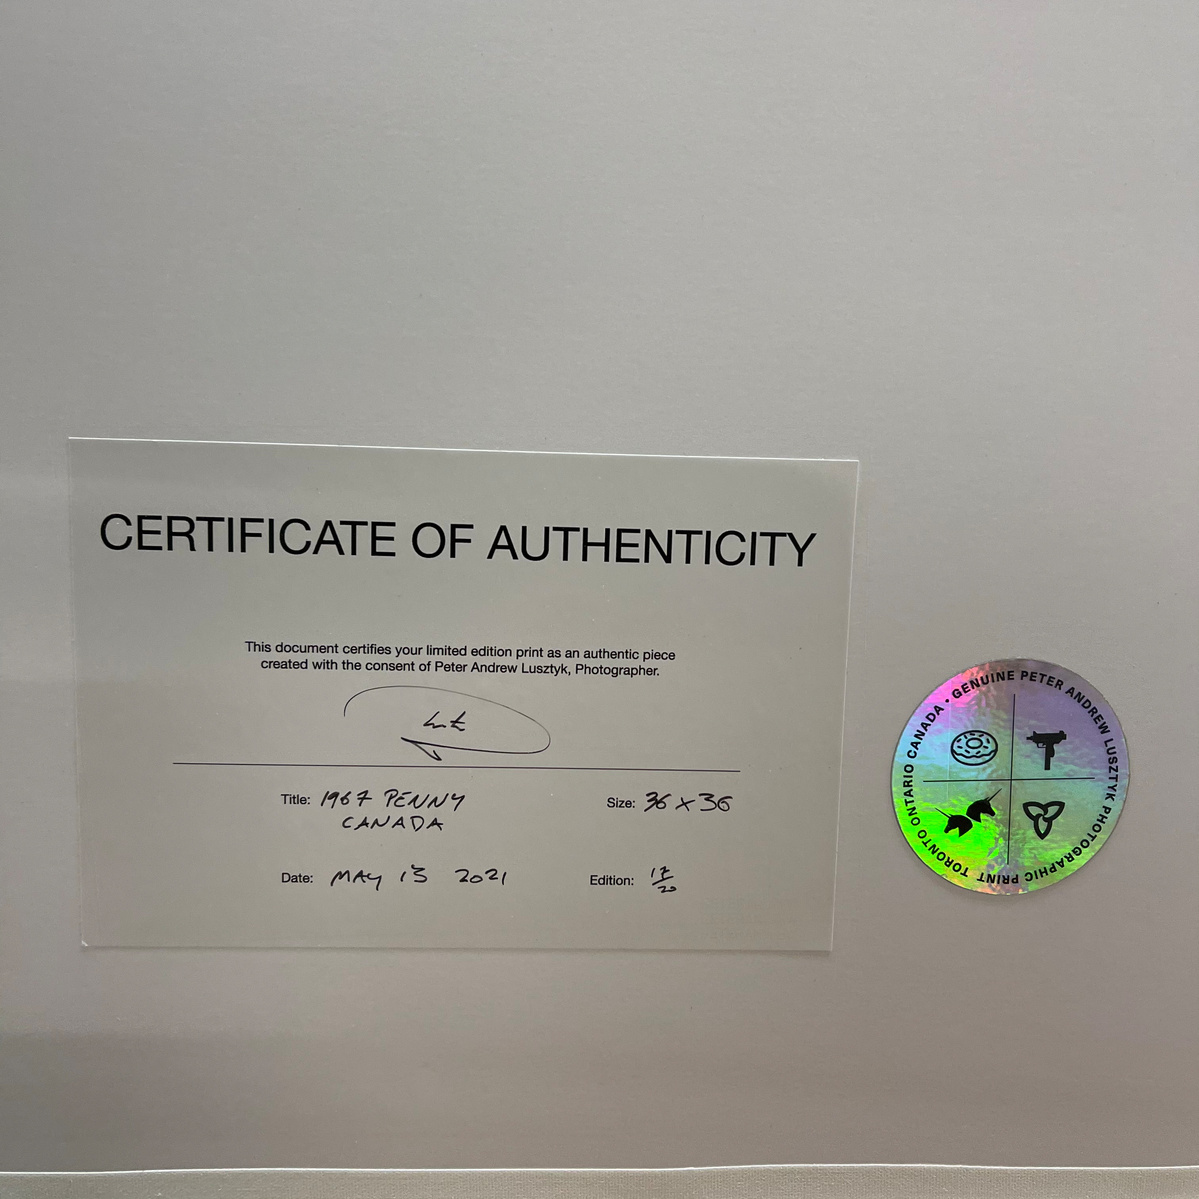 CERTIFICATE OF AUTHENTICITY
This document certifies your limited edition print as an authentic piece
created with the consent of Peter Andrew Lusztyk, Photographer.
Title: 1967 PENNY
CANADA
Size: 36 x 36
Date: MAY 13 2021
Edition: 17/20
GENUINE PETER ANDREW LUSZTYK PHOTOGRAPHIC PRINT TORONTO ONTARIO CANADA •